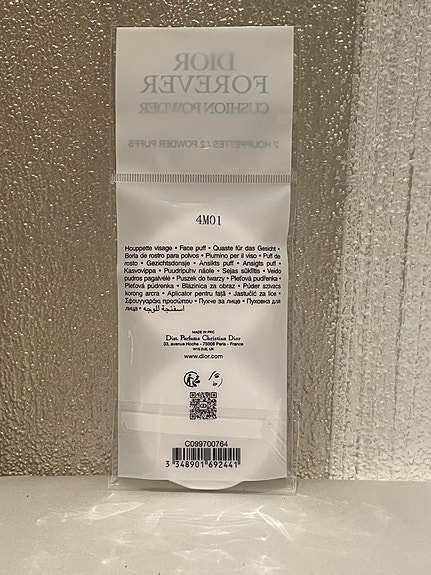 DIOR
FOREVER
CUSHION POWDER
2 HOUPPETTES / 2 POWDER PUFFS
4M01
Houppette visage • Face puff • Quaste für das Gesicht •
Borla de rostro para polvos • Piumino per il viso • Puff de
rosto • Gezichtsdonsje • Ansikts puff • Ansigts puff •
Kasvovippa • Puudripuhv näole • Sejas sūklītis • Veido
pudros pagalvėlė • Puszek do twarzy • Pleťová pudřenka •
Pleťová púdrenka • Blazinica za obraz • Púder szivacs
korong arcra • Aplicator pentru față • Jastučić za lice •
Σφουγγαράκι προσώπου • Пухче за лице • Пуховка для
лица • اسفنجة للوجه
MADE IN PRC
Dist. Parfums Christian Dior
33, avenue Hoche - 75008 Paris - France
W1S 2UE UK
www.dior.com
C099700764
3 348901 692441